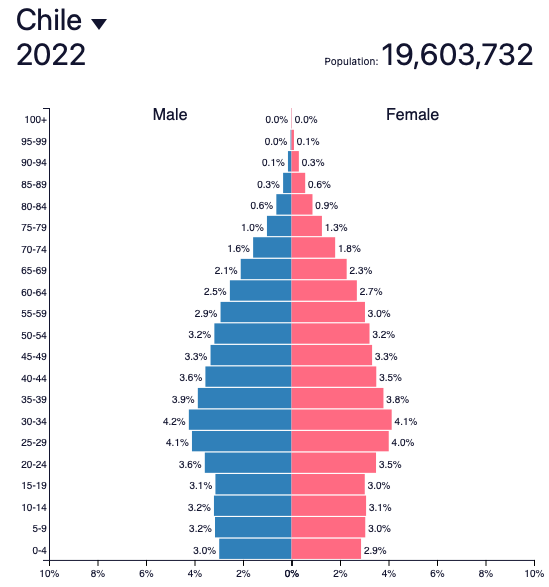 Chile
2022
Population: 19,603,732
Male Female
100+ 0.0% 0.0%
95-99 0.0% 0.1%
90-94 0.1% 0.3%
85-89 0.3% 0.6%
80-84 0.6% 0.9%
75-79 1.0% 1.3%
70-74 1.6% 1.8%
65-69 2.1% 2.3%
60-64 2.5% 2.7%
55-59 2.9% 3.0%
50-54 3.2% 3.2%
45-49 3.3% 3.3%
40-44 3.6% 3.5%
35-39 3.9% 3.8%
30-34 4.2% 4.1%
25-29 4.1% 4.0%
20-24 3.6% 3.5%
15-19 3.1% 3.0%
10-14 3.2% 3.1%
5-9 3.2% 3.0%
0-4 3.0% 2.9%
10% 8% 6% 4% 2% 0% 2% 4% 6% 8% 10%